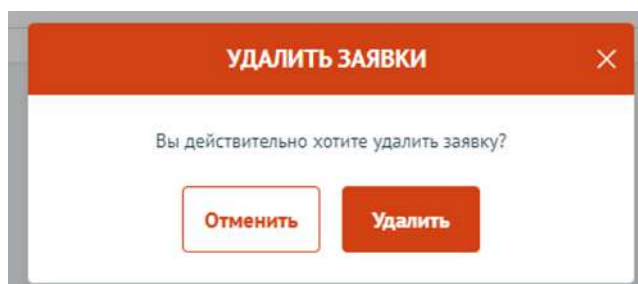 УДАЛИТЬ ЗАЯВКИ
Вы действительно хотите удалить заявку?
Отменить Удалить